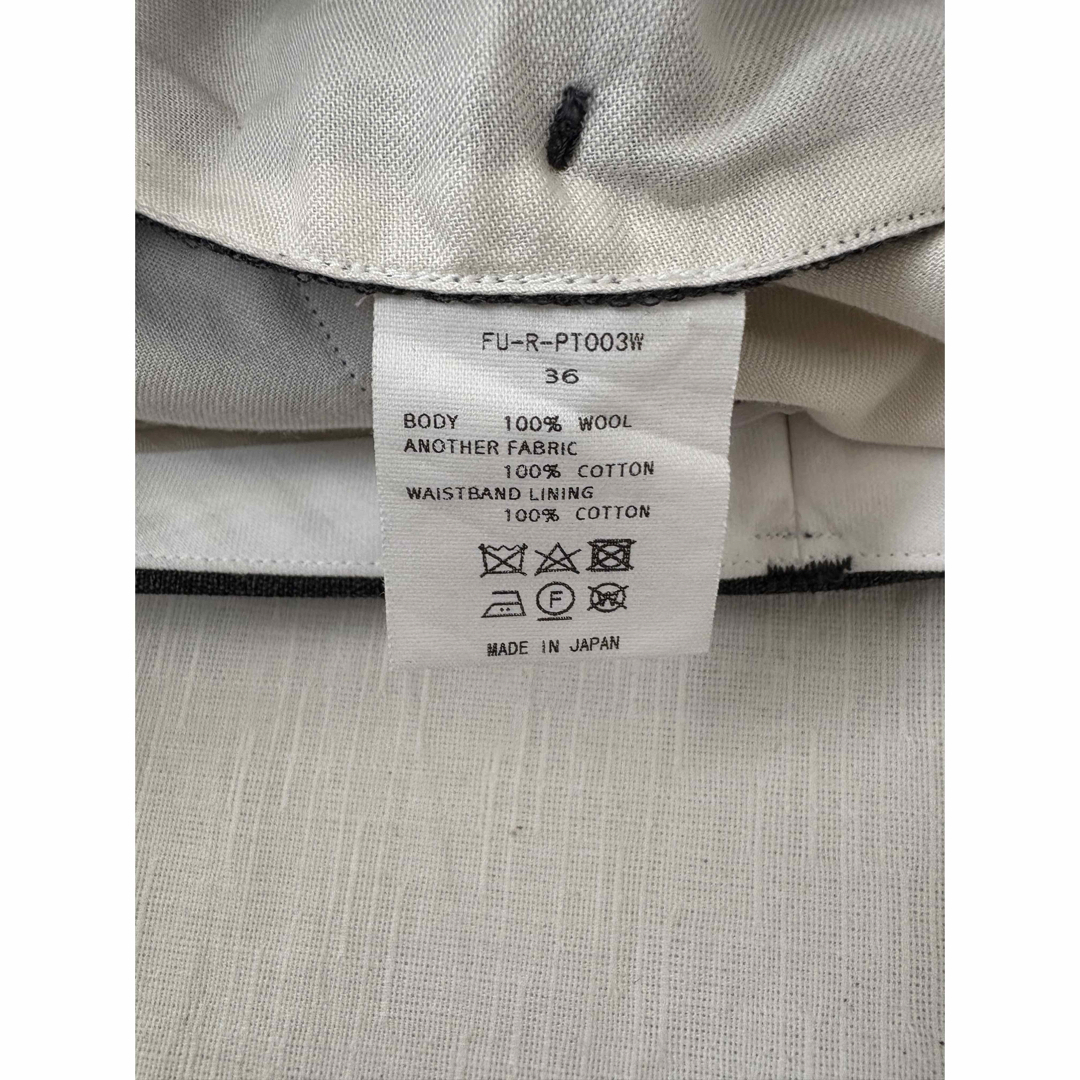 FU-R-PT003W
36
BODY 100% WOOL
ANOTHER FABRIC
100% COTTON
WAISTBAND LINING
100% COTTON
F W
MADE IN JAPAN